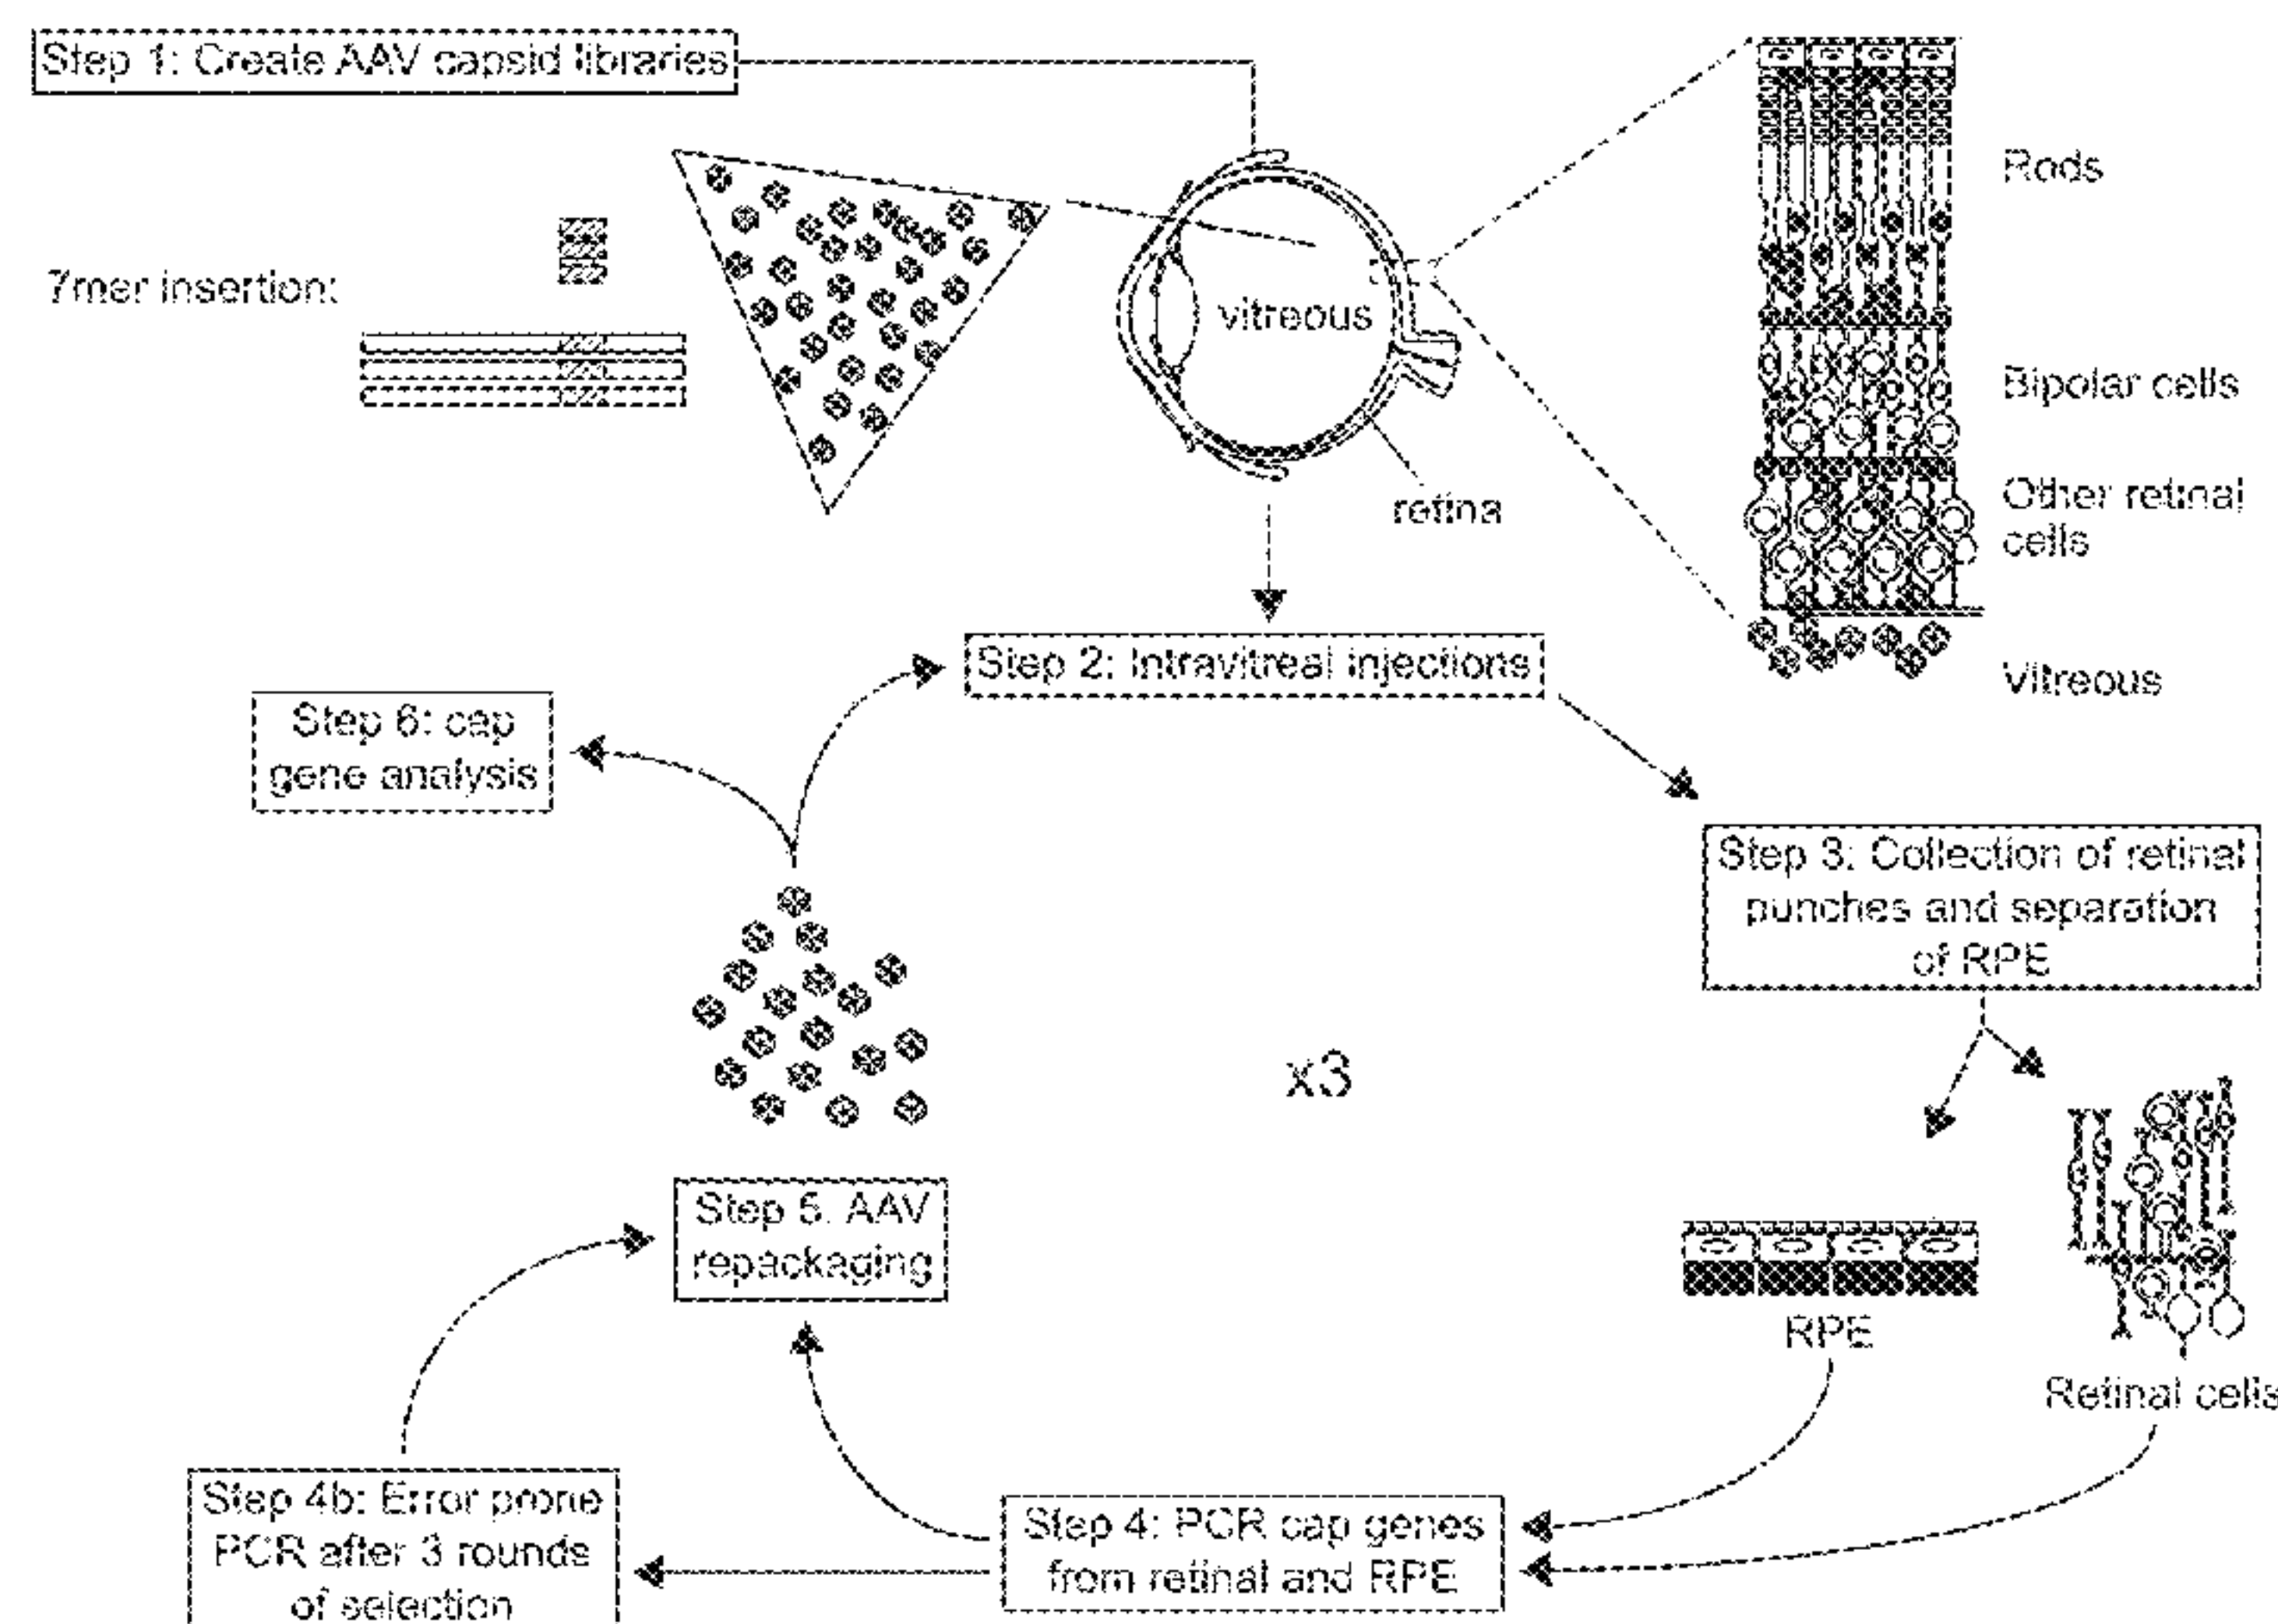 Step 1: Create AAV capsid libraries
7mer insertion:
vitreous
retina
Rods
Bipolar cells
Other retinal
cells
Vitreous
Step 2: Intravitreal injections
Step 6: cap
gene analysis
Step 3: Collection of retinal
punches and separation
of RPE
x3
Step 5. AAV
repackaging
RPE
Retinal cells
Step 4b: Error prone
PCR after 3 rounds
of selection
Step 4: PCR cap genes
from retinal and RPE